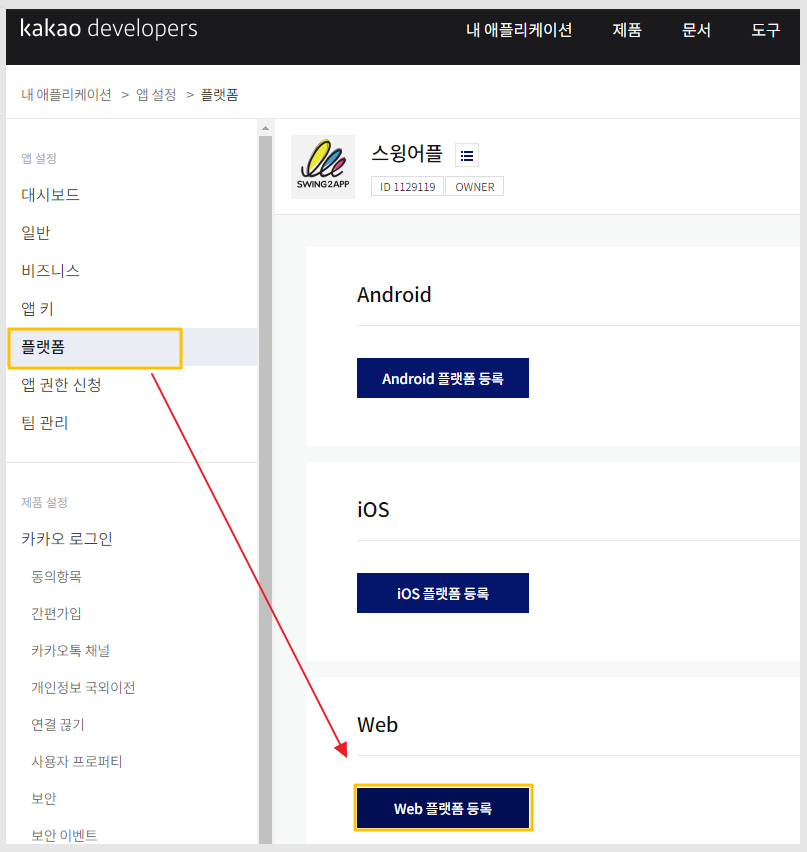 kakao developers
내 애플리케이션 제품 문서 도구
내 애플리케이션 > 앱 설정 > 플랫폼
앱 설정
대시보드
일반
비즈니스
앱 키
플랫폼
앱 권한 신청
팀 관리
제품 설정
카카오 로그인
동의항목
간편가입
카카오톡 채널
개인정보 국외이전
연결 끊기
사용자 프로퍼티
보안
보안 이벤트
SWING2APP
스윙어플
ID 1129119 OWNER
Android
Android 플랫폼 등록
iOS
iOS 플랫폼 등록
Web
Web 플랫폼 등록